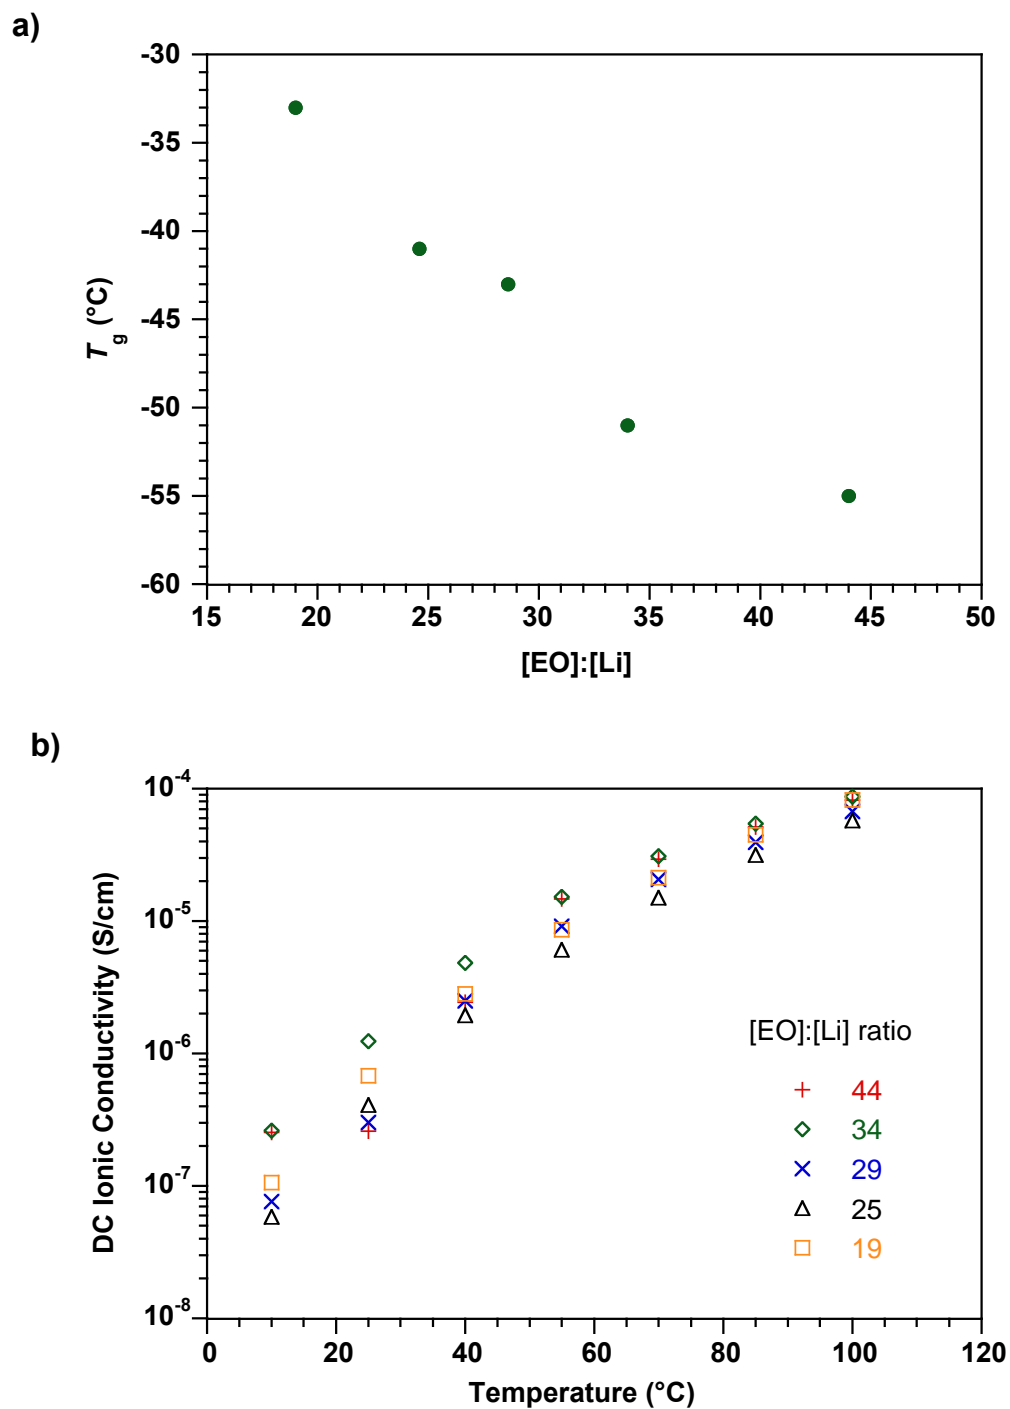 a)
-30
-35
-40
-45
-50
-55
-60
T_g (°C)
15 20 25 30 35 40 45 50
[EO]:[Li]
b)
10^-4
10^-5
10^-6
10^-7
10^-8
DC Ionic Conductivity (S/cm)
[EO]:[Li] ratio
44
34
29
25
19
0 20 40 60 80 100 120
Temperature (°C)